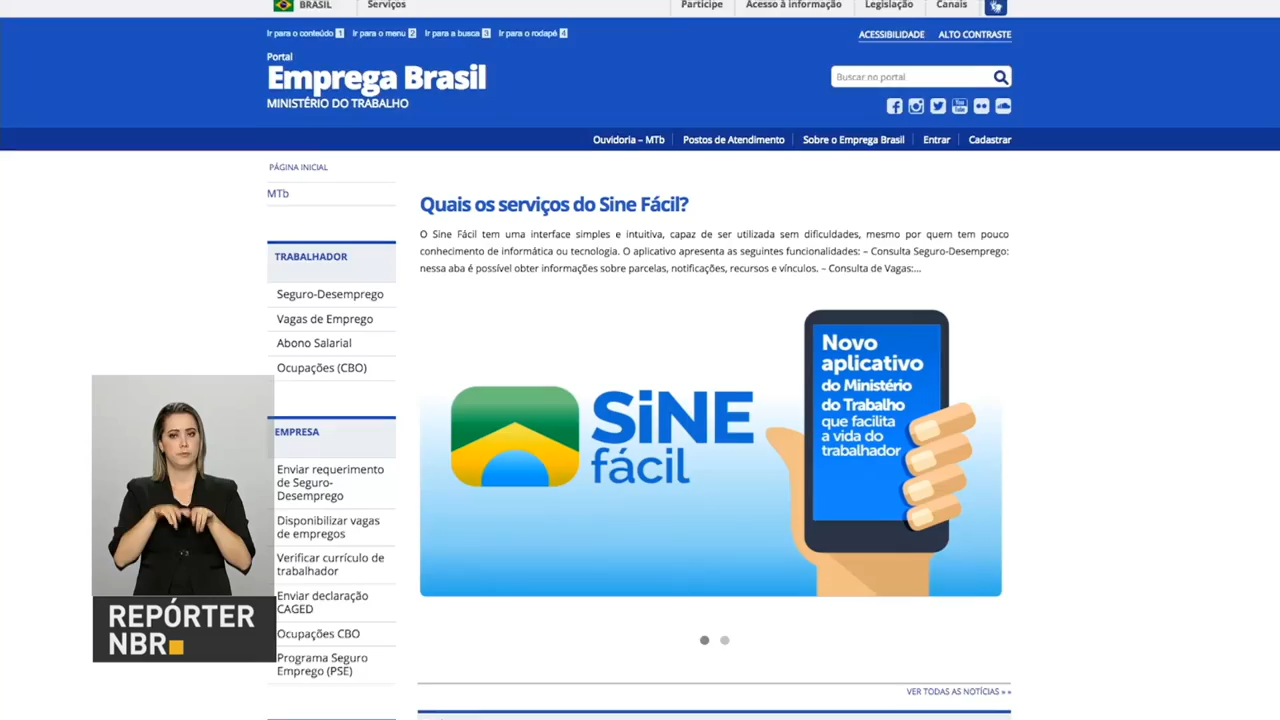 BRASIL
Serviços
Participe
Acesso à informação
Legislação
Canais
Ir para o conteúdo 1
Ir para o menu 2
Ir para a busca 3
Ir para o rodapé 4
ACESSIBILIDADE
ALTO CONTRASTE
Portal
Emprega Brasil
MINISTÉRIO DO TRABALHO
Buscar no portal
You
Tube
Ouvidoria – MTb
Postos de Atendimento
Sobre o Emprega Brasil
Entrar
Cadastrar
PÁGINA INICIAL
MTb
TRABALHADOR
Seguro-Desemprego
Vagas de Emprego
Abono Salarial
Ocupações (CBO)
EMPRESA
Enviar requerimento
de Seguro-
Desemprego
Disponibilizar vagas
de empregos
Verificar currículo de
trabalhador
Enviar declaração
CAGED
Ocupações CBO
Programa Seguro
Emprego (PSE)
Quais os serviços do Sine Fácil?
O Sine Fácil tem uma interface simples e intuitiva, capaz de ser utilizada sem dificuldades, mesmo por quem tem pouco
conhecimento de informática ou tecnologia. O aplicativo apresenta as seguintes funcionalidades: – Consulta Seguro-Desemprego:
nessa aba é possível obter informações sobre parcelas, notificações, recursos e vínculos. – Consulta de Vagas:...
SiNE
fácil
Novo
aplicativo
do Ministério
do Trabalho
que facilita
a vida do
trabalhador
VER TODAS AS NOTÍCIAS » »
REPÓRTER
NBR